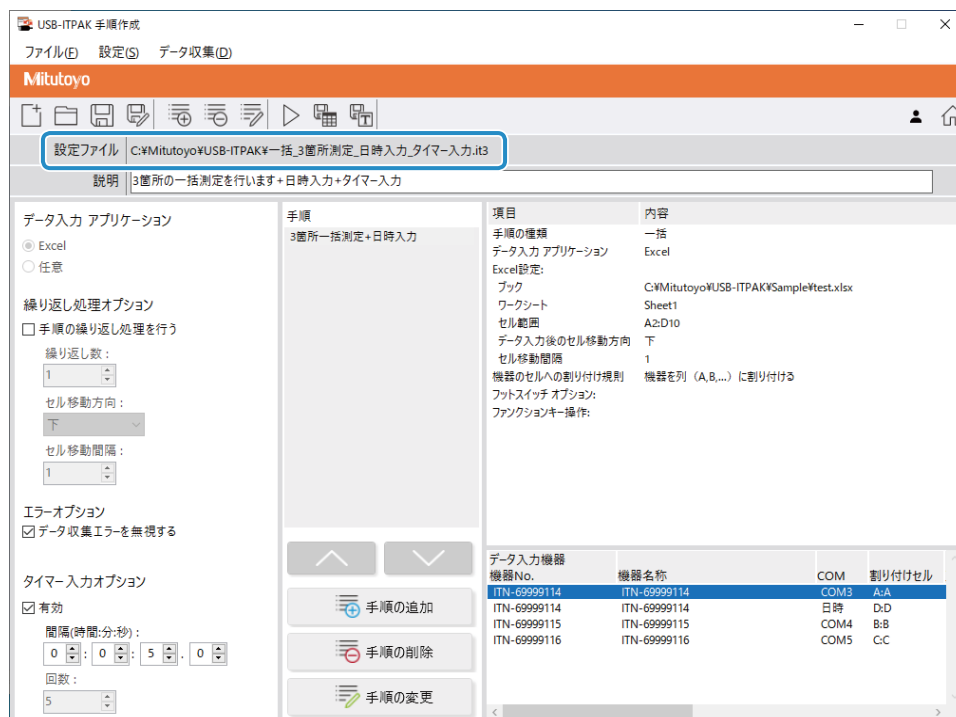 USB-ITPAK 手順作成
ファイル(F) 設定(S) データ収集(D)
Mitutoyo
設定ファイル C:¥Mitutoyo¥USB-ITPAK¥一括_3箇所測定_日時入力_タイマー入力.it3
説明 3箇所の一括測定を行います+日時入力+タイマー入力
データ入力 アプリケーション
Excel
任意
繰り返し処理オプション
手順の繰り返し処理を行う
繰り返し数 :
1
セル移動方向 :
下
セル移動間隔 :
1
エラーオプション
データ収集エラーを無視する
タイマー入力オプション
有効
間隔(時間:分:秒) :
0 : 0 : 5 . 0
回数 :
5
手順
3箇所一括測定+日時入力
手順の追加
手順の削除
手順の変更
項目 内容
手順の種類 一括
データ入力 アプリケーション Excel
Excel設定:
ブック C:¥Mitutoyo¥USB-ITPAK¥Sample¥test.xlsx
ワークシート Sheet1
セル範囲 A2:D10
データ入力後のセル移動方向 下
セル移動間隔 1
機器のセルへの割り付け規則 機器を列（A,B,...）に割り付ける
フットスイッチ オプション:
ファンクションキー操作:
データ入力機器
機器No. 機器名称 COM 割り付けセル
ITN-69999114 ITN-69999114 COM3 A:A
ITN-69999114 ITN-69999114 日時 D:D
ITN-69999115 ITN-69999115 COM4 B:B
ITN-69999116 ITN-69999116 COM5 C:C